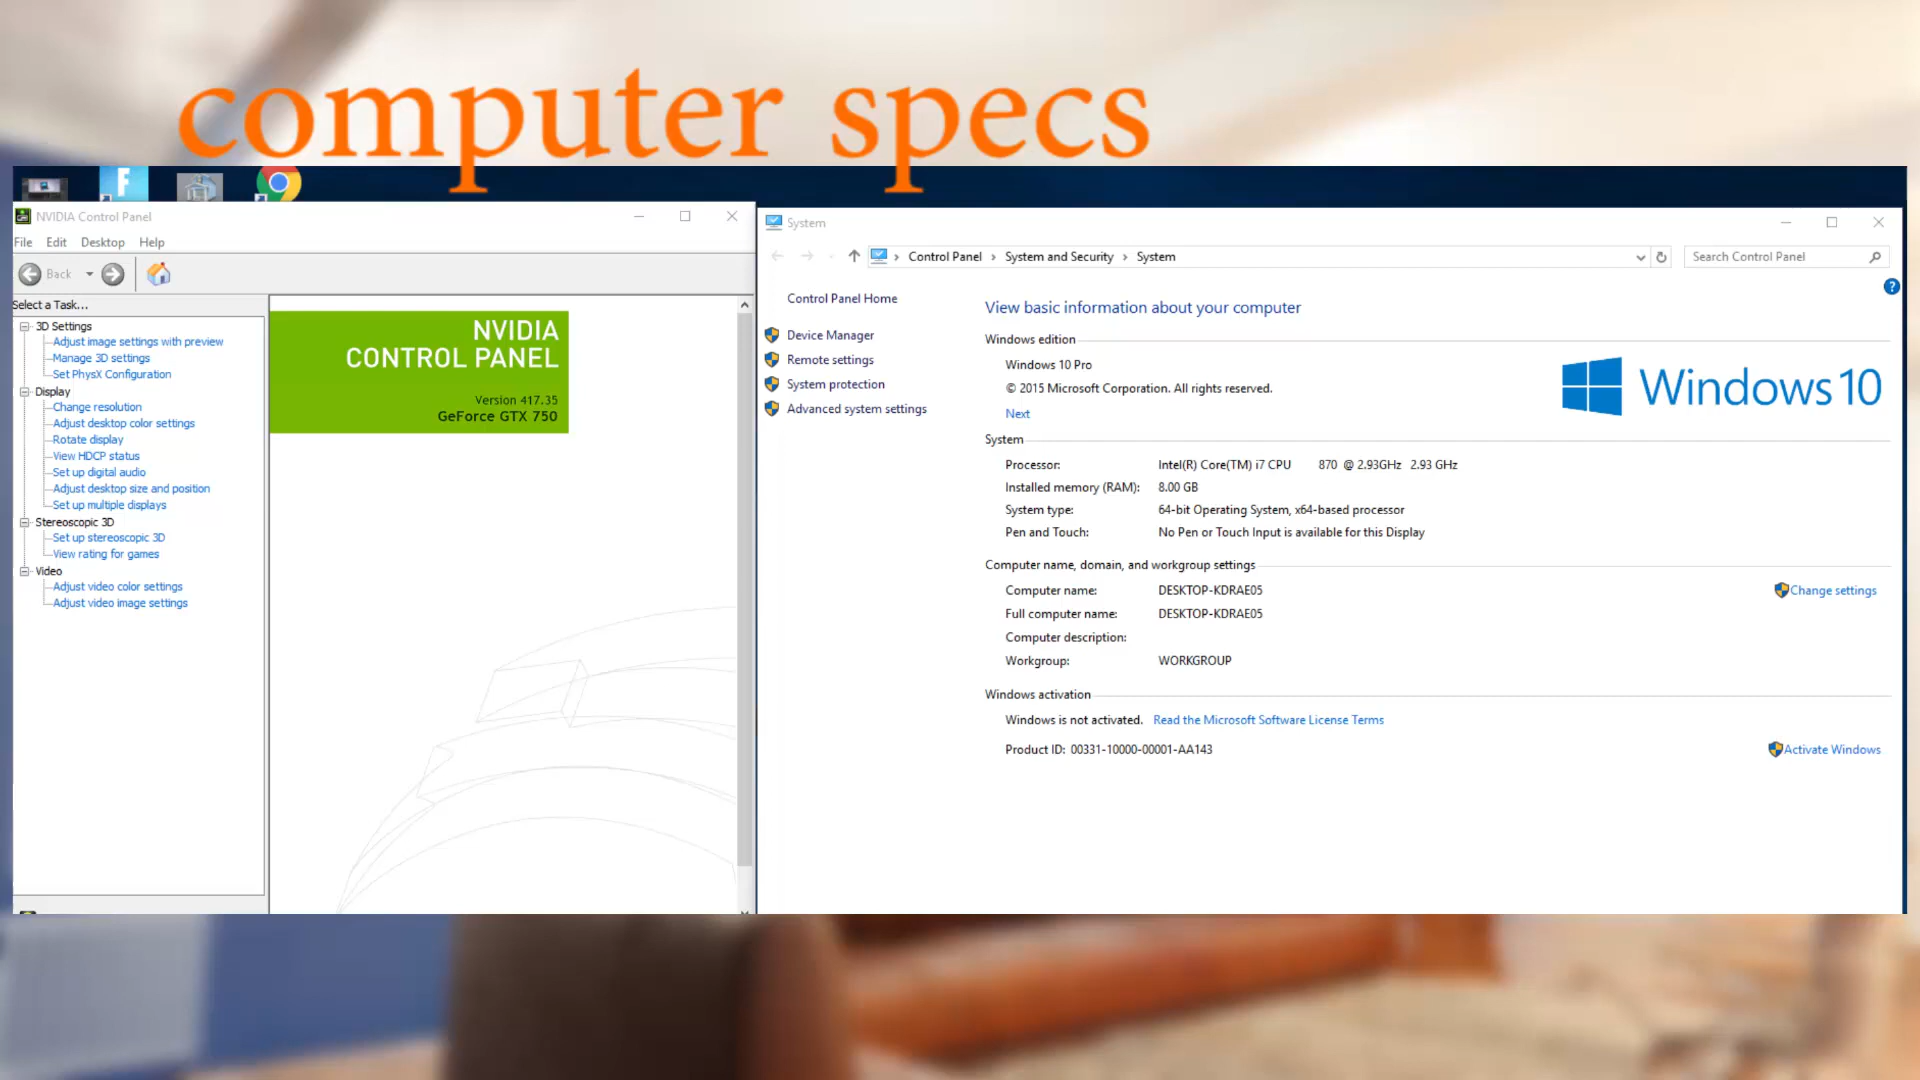 computer specs
F
NVIDIA Control Panel
File Edit Desktop Help
Back
Select a Task...
3D Settings
Adjust image settings with preview
Manage 3D settings
Set PhysX Configuration
Display
Change resolution
Adjust desktop color settings
Rotate display
View HDCP status
Set up digital audio
Adjust desktop size and position
Set up multiple displays
Stereoscopic 3D
Set up stereoscopic 3D
View rating for games
Video
Adjust video color settings
Adjust video image settings
NVIDIA
CONTROL PANEL
Version 417.35
GeForce GTX 750
System
Control Panel › System and Security › System
Search Control Panel
?
Control Panel Home
Device Manager
Remote settings
System protection
Advanced system settings
View basic information about your computer
Windows edition
Windows 10 Pro
© 2015 Microsoft Corporation. All rights reserved.
Next
Windows 10
System
Processor: Intel(R) Core(TM) i7 CPU 870 @ 2.93GHz 2.93 GHz
Installed memory (RAM): 8.00 GB
System type: 64-bit Operating System, x64-based processor
Pen and Touch: No Pen or Touch Input is available for this Display
Computer name, domain, and workgroup settings
Computer name: DESKTOP-KDRAE05
Change settings
Full computer name: DESKTOP-KDRAE05
Computer description:
Workgroup: WORKGROUP
Windows activation
Windows is not activated. Read the Microsoft Software License Terms
Product ID: 00331-10000-00001-AA143
Activate Windows